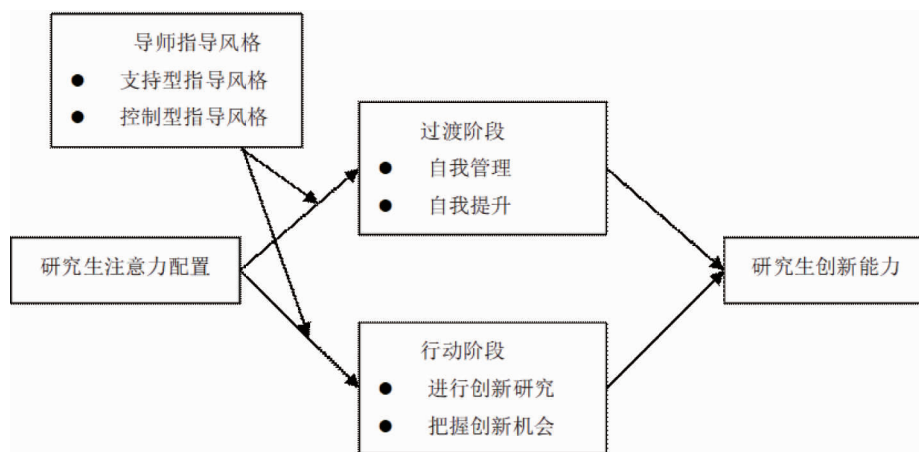 导师指导风格
● 支持型指导风格
● 控制型指导风格
过渡阶段
● 自我管理
● 自我提升
研究生注意力配置
研究生创新能力
行动阶段
● 进行创新研究
● 把握创新机会